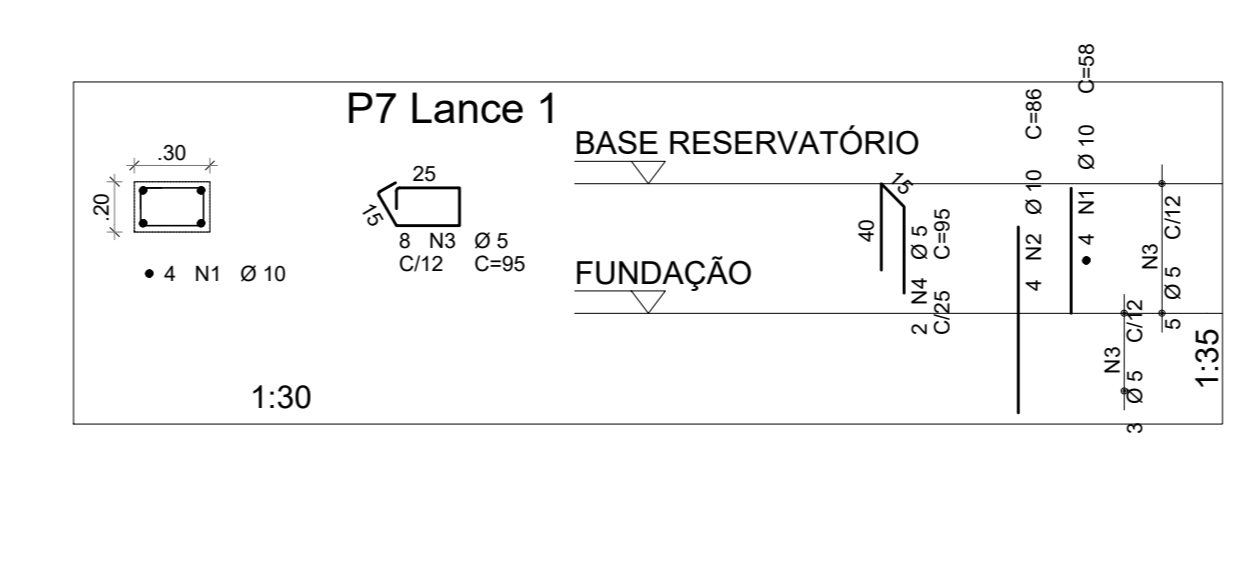 P7 Lance 1
.30
.20
• 4 N1 Ø 10
1:30
25
15
8 N3 Ø 5
C/12 C=95
BASE RESERVATÓRIO
FUNDAÇÃO
15
40
2 N4 Ø 5
C/25 C=95
4 N2 Ø 10 C=86
• 4 N1 Ø 10 C=58
N3
5 Ø 5 C/12
N3
3 Ø 5 C/12
1:35